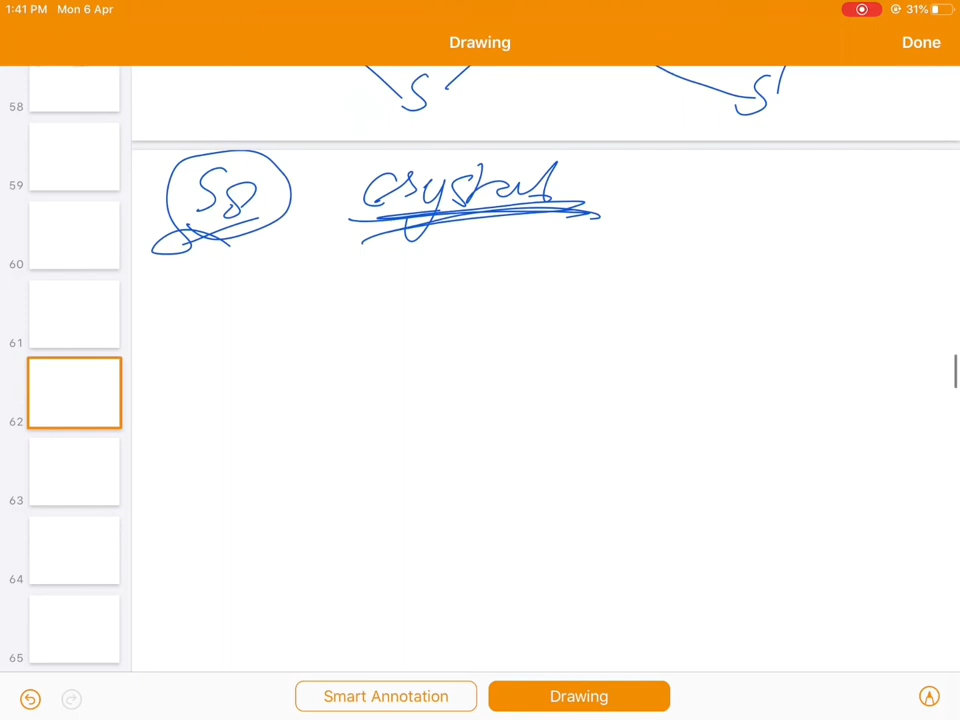 1:41 PM Mon 6 Apr 31%
Drawing Done
58
S S
S8 crystal
59
60
61
62
63
64
65
Smart Annotation Drawing